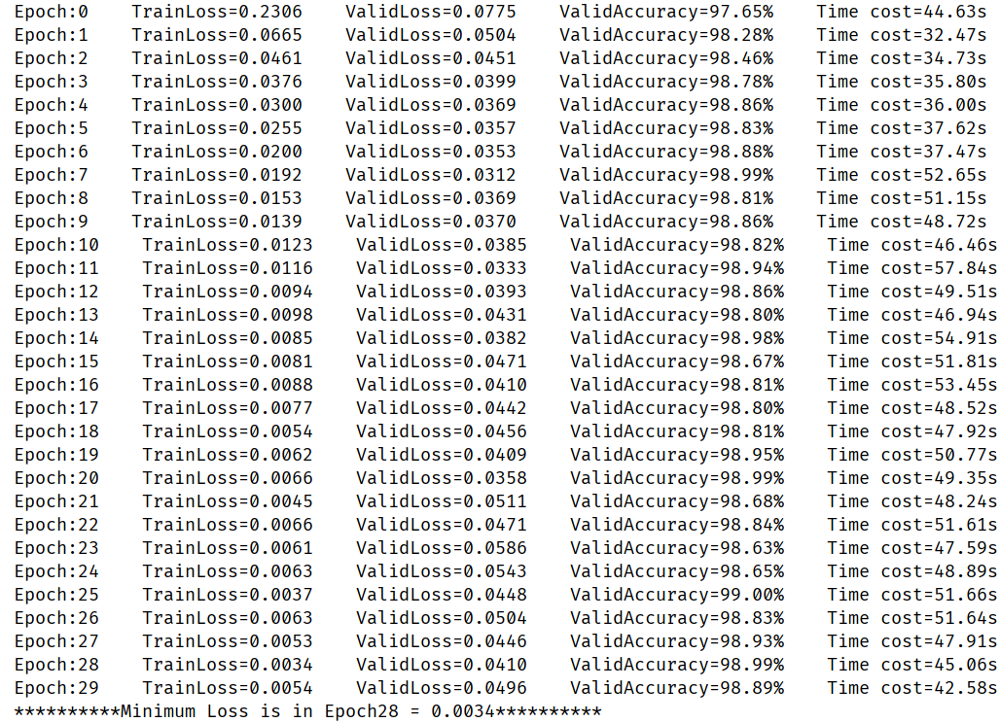 Epoch:0    TrainLoss=0.2306    ValidLoss=0.0775    ValidAccuracy=97.65%    Time cost=44.63s
Epoch:1    TrainLoss=0.0665    ValidLoss=0.0504    ValidAccuracy=98.28%    Time cost=32.47s
Epoch:2    TrainLoss=0.0461    ValidLoss=0.0451    ValidAccuracy=98.46%    Time cost=34.73s
Epoch:3    TrainLoss=0.0376    ValidLoss=0.0399    ValidAccuracy=98.78%    Time cost=35.80s
Epoch:4    TrainLoss=0.0300    ValidLoss=0.0369    ValidAccuracy=98.86%    Time cost=36.00s
Epoch:5    TrainLoss=0.0255    ValidLoss=0.0357    ValidAccuracy=98.83%    Time cost=37.62s
Epoch:6    TrainLoss=0.0200    ValidLoss=0.0353    ValidAccuracy=98.88%    Time cost=37.47s
Epoch:7    TrainLoss=0.0192    ValidLoss=0.0312    ValidAccuracy=98.99%    Time cost=52.65s
Epoch:8    TrainLoss=0.0153    ValidLoss=0.0369    ValidAccuracy=98.81%    Time cost=51.15s
Epoch:9    TrainLoss=0.0139    ValidLoss=0.0370    ValidAccuracy=98.86%    Time cost=48.72s
Epoch:10    TrainLoss=0.0123    ValidLoss=0.0385    ValidAccuracy=98.82%    Time cost=46.46s
Epoch:11    TrainLoss=0.0116    ValidLoss=0.0333    ValidAccuracy=98.94%    Time cost=57.84s
Epoch:12    TrainLoss=0.0094    ValidLoss=0.0393    ValidAccuracy=98.86%    Time cost=49.51s
Epoch:13    TrainLoss=0.0098    ValidLoss=0.0431    ValidAccuracy=98.80%    Time cost=46.94s
Epoch:14    TrainLoss=0.0085    ValidLoss=0.0382    ValidAccuracy=98.98%    Time cost=54.91s
Epoch:15    TrainLoss=0.0081    ValidLoss=0.0471    ValidAccuracy=98.67%    Time cost=51.81s
Epoch:16    TrainLoss=0.0088    ValidLoss=0.0410    ValidAccuracy=98.81%    Time cost=53.45s
Epoch:17    TrainLoss=0.0077    ValidLoss=0.0442    ValidAccuracy=98.80%    Time cost=48.52s
Epoch:18    TrainLoss=0.0054    ValidLoss=0.0456    ValidAccuracy=98.81%    Time cost=47.92s
Epoch:19    TrainLoss=0.0062    ValidLoss=0.0409    ValidAccuracy=98.95%    Time cost=50.77s
Epoch:20    TrainLoss=0.0066    ValidLoss=0.0358    ValidAccuracy=98.99%    Time cost=49.35s
Epoch:21    TrainLoss=0.0045    ValidLoss=0.0511    ValidAccuracy=98.68%    Time cost=48.24s
Epoch:22    TrainLoss=0.0066    ValidLoss=0.0471    ValidAccuracy=98.84%    Time cost=51.61s
Epoch:23    TrainLoss=0.0061    ValidLoss=0.0586    ValidAccuracy=98.63%    Time cost=47.59s
Epoch:24    TrainLoss=0.0063    ValidLoss=0.0543    ValidAccuracy=98.65%    Time cost=48.89s
Epoch:25    TrainLoss=0.0037    ValidLoss=0.0448    ValidAccuracy=99.00%    Time cost=51.66s
Epoch:26    TrainLoss=0.0063    ValidLoss=0.0504    ValidAccuracy=98.83%    Time cost=51.64s
Epoch:27    TrainLoss=0.0053    ValidLoss=0.0446    ValidAccuracy=98.93%    Time cost=47.91s
Epoch:28    TrainLoss=0.0034    ValidLoss=0.0410    ValidAccuracy=98.99%    Time cost=45.06s
Epoch:29    TrainLoss=0.0054    ValidLoss=0.0496    ValidAccuracy=98.89%    Time cost=42.58s
**********Minimum Loss is in Epoch28 = 0.0034**********